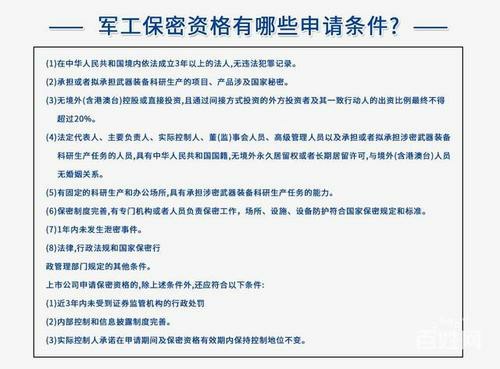 军工保密资格有哪些申请条件?
(1)在中华人民共和国境内依法成立3年以上的法人,无违法犯罪记录。
(2)承担或者拟承担武器装备科研生产的项目、产品涉及国家秘密。
(3)无境外(含港澳台)控股或直接投资,且通过间接方式投资的外方投资者及其一致行动人的出资比例最终不得
超过20%。
(4)法定代表人、主要负责人、实际控制人、董(监)事会人员、高级管理人员以及承担或者拟承担涉密武器装备
科研生产任务的人员,具有中华人民共和国国籍,无境外永久居留权或者长期居留许可,与境外(含港澳台)人员
无婚姻关系。
(5)有固定的科研生产和办公场所,具有承担涉密武器装备科研生产任务的能力。
(6)保密制度完善,有专门机构或者人员负责保密工作,场所、设施、设备防护符合国家保密规定和标准。
(7)1年内未发生泄密事件。
(8)法律,行政法规和国家保密行
政管理部门规定的其他条件。
上市公司申请保密资格的,除上述条件外,还应符合以下条件:
(1)近3年内未受到证券监管机构的行政处罚
(2)内部控制和信息披露制度完善。
(3)实际控制人承诺在申请期间及保密资格有效期内保持控制地位不变。
百姓网